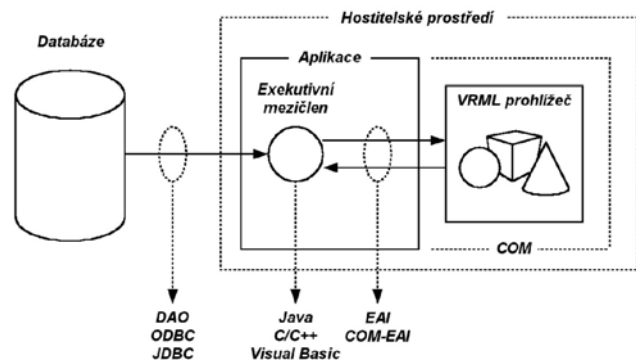 Hostitelské prostředí
Databáze
Aplikace
Exekutivní
mezičlen
VRML prohlížeč
COM
DAO
ODBC
JDBC
Java
C/C++
Visual Basic
EAI
COM-EAI